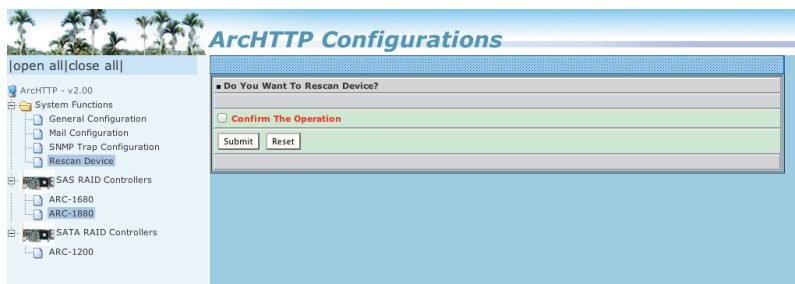 ArcHTTP Configurations
|open all|close all|
ArcHTTP - v2.00
System Functions
General Configuration
Mail Configuration
SNMP Trap Configuration
Rescan Device
SAS RAID Controllers
ARC-1680
ARC-1880
SATA RAID Controllers
ARC-1200
Do You Want To Rescan Device?
Confirm The Operation
Submit Reset